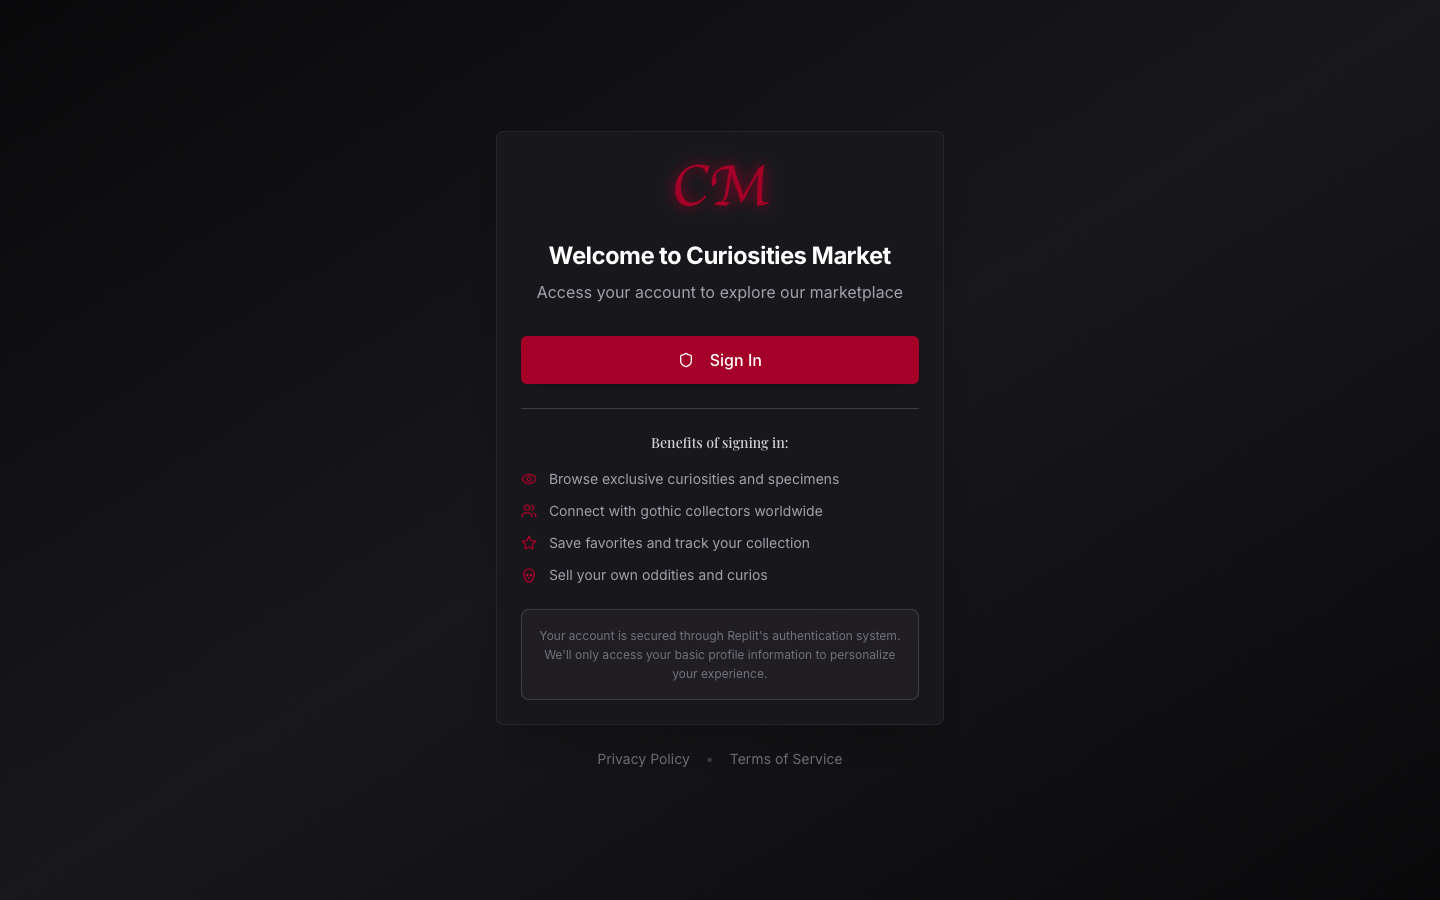 CM
Welcome to Curiosities Market
Access your account to explore our marketplace
Sign In
Benefits of signing in:
Browse exclusive curiosities and specimens
Connect with gothic collectors worldwide
Save favorites and track your collection
Sell your own oddities and curios
Your account is secured through Replit's authentication system.
We'll only access your basic profile information to personalize
your experience.
Privacy Policy • Terms of Service